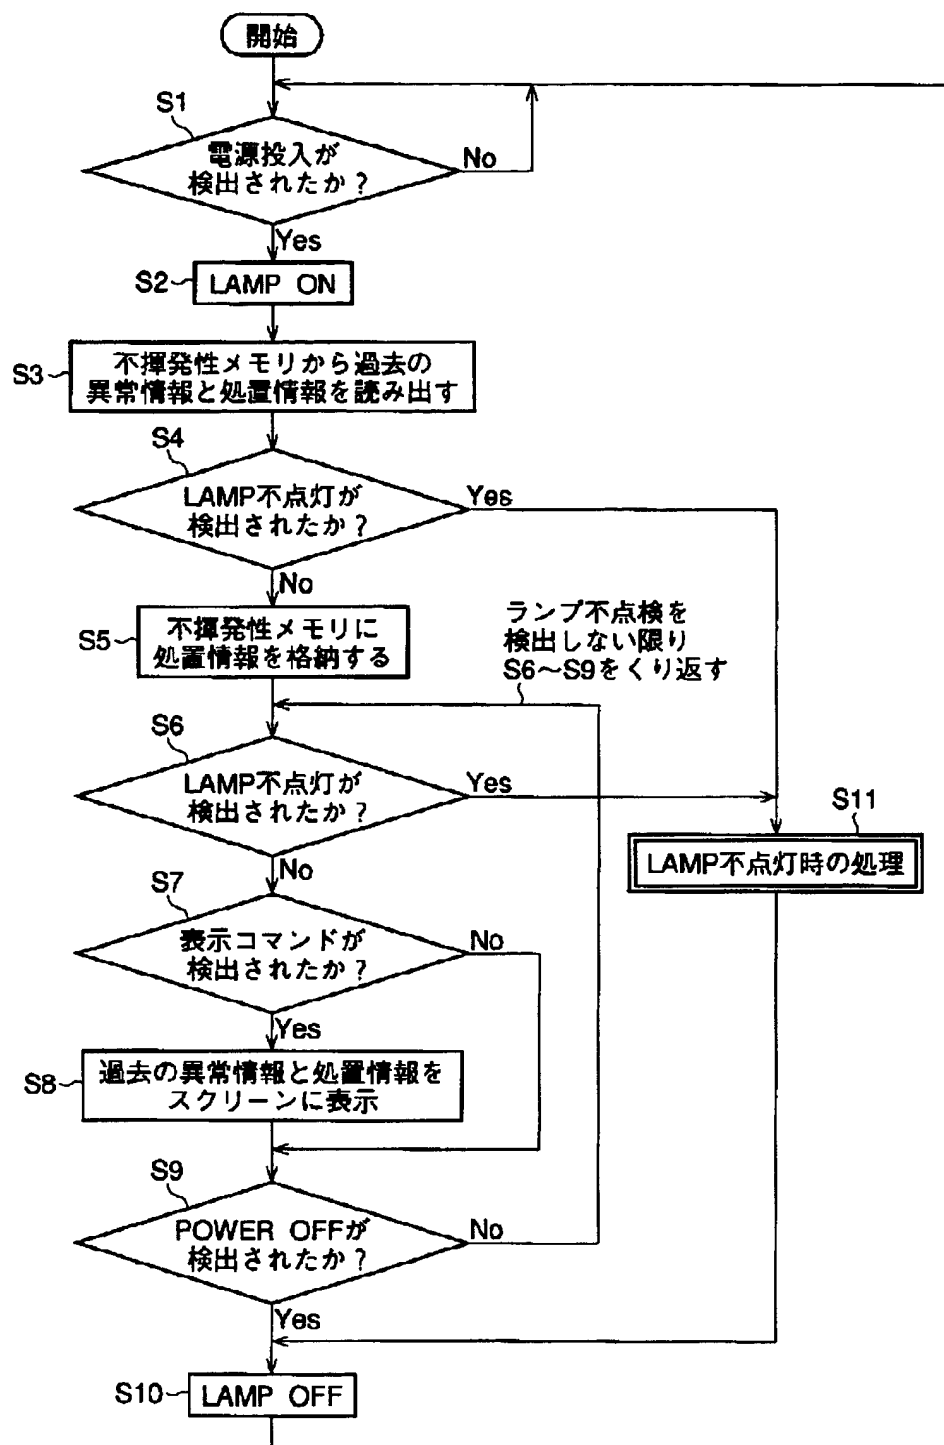 開始
S1
電源投入が
検出されたか？
No
Yes
S2
LAMP ON
S3
不揮発性メモリから過去の
異常情報と処置情報を読み出す
S4
LAMP不点灯が
検出されたか？
Yes
No
S5
不揮発性メモリに
処置情報を格納する
ランプ不点検を
検出しない限り
S6～S9をくり返す
S6
LAMP不点灯が
検出されたか？
Yes
No
S11
LAMP不点灯時の処理
S7
表示コマンドが
検出されたか？
No
Yes
S8
過去の異常情報と処置情報を
スクリーンに表示
S9
POWER OFFが
検出されたか？
No
Yes
S10
LAMP OFF